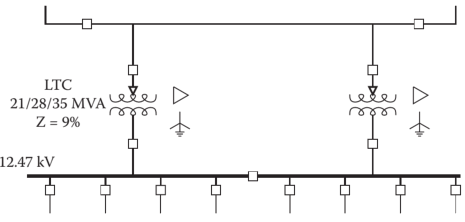 LTC
21/28/35 MVA
Z = 9%
12.47 kV